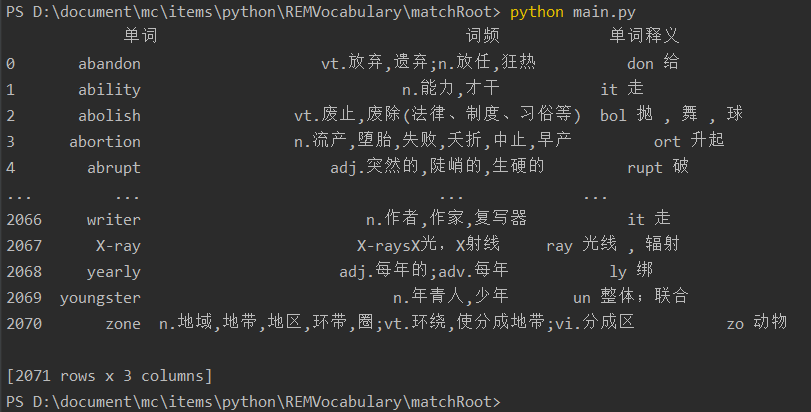 PS D:\document\mc\items\python\REMVocabulary\matchRoot> python main.py
单词 词频 单词释义
0 abandon vt.放弃,遗弃;n.放任,狂热 don 给
1 ability n.能力,才干 it 走
2 abolish vt.废止,废除(法律、制度、习俗等) bol 抛 , 舞 , 球
3 abortion n.流产,堕胎,失败,夭折,中止,早产 ort 升起
4 abrupt adj.突然的,陡峭的,生硬的 rupt 破
... ... ... ...
2066 writer n.作者,作家,复写器 it 走
2067 X-ray X-raysX光，X射线 ray 光线 , 辐射
2068 yearly adj.每年的;adv.每年 ly 绑
2069 youngster n.年青人,少年 un 整体；联合
2070 zone n.地域,地带,地区,环带,圈;vt.环绕,使分成地带;vi.分成区 zo 动物
[2071 rows x 3 columns]
PS D:\document\mc\items\python\REMVocabulary\matchRoot>